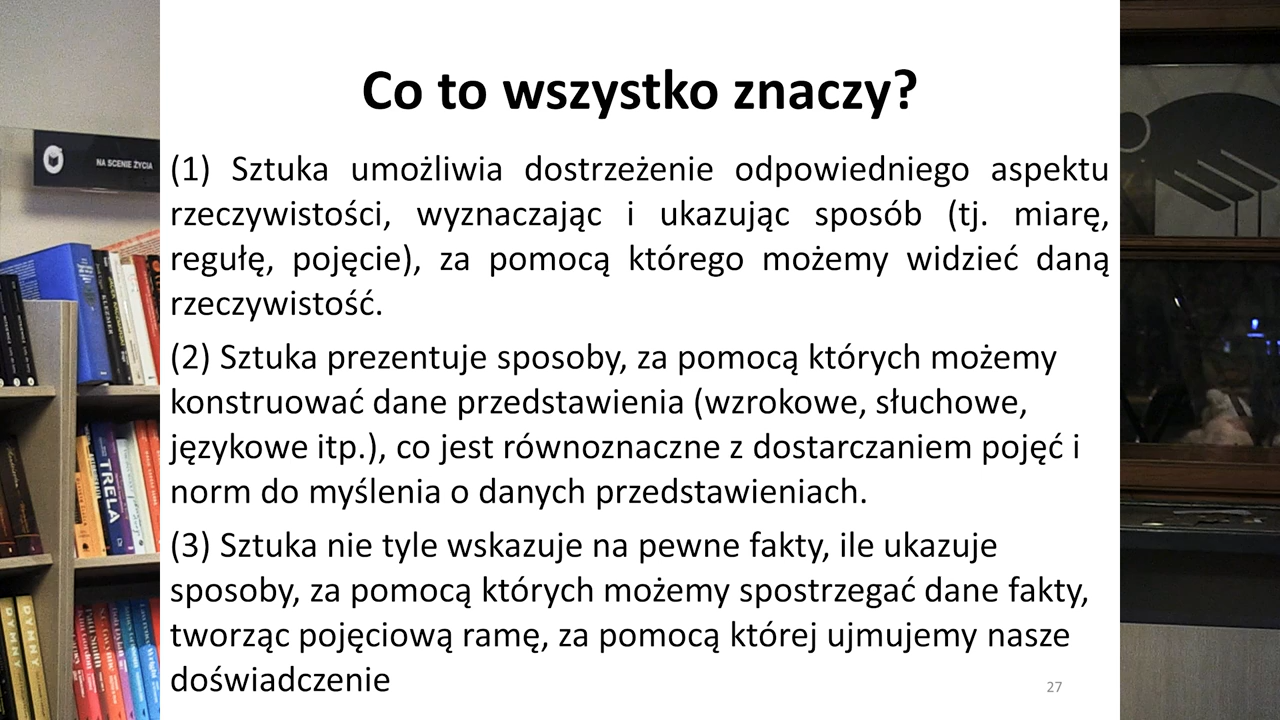 Co to wszystko znaczy?
NA SCENIE ŻYCIA
(1) Sztuka umożliwia dostrzeżenie odpowiedniego aspektu
rzeczywistości, wyznaczając i ukazując sposób (tj. miarę,
regułę, pojęcie), za pomocą którego możemy widzieć daną
rzeczywistość.
(2) Sztuka prezentuje sposoby, za pomocą których możemy
konstruować dane przedstawienia (wzrokowe, słuchowe,
językowe itp.), co jest równoznaczne z dostarczaniem pojęć i
norm do myślenia o danych przedstawieniach.
(3) Sztuka nie tyle wskazuje na pewne fakty, ile ukazuje
sposoby, za pomocą których możemy spostrzegać dane fakty,
tworząc pojęciową ramę, za pomocą której ujmujemy nasze
doświadczenie
27
TRELA
DYMNY
DYMNY